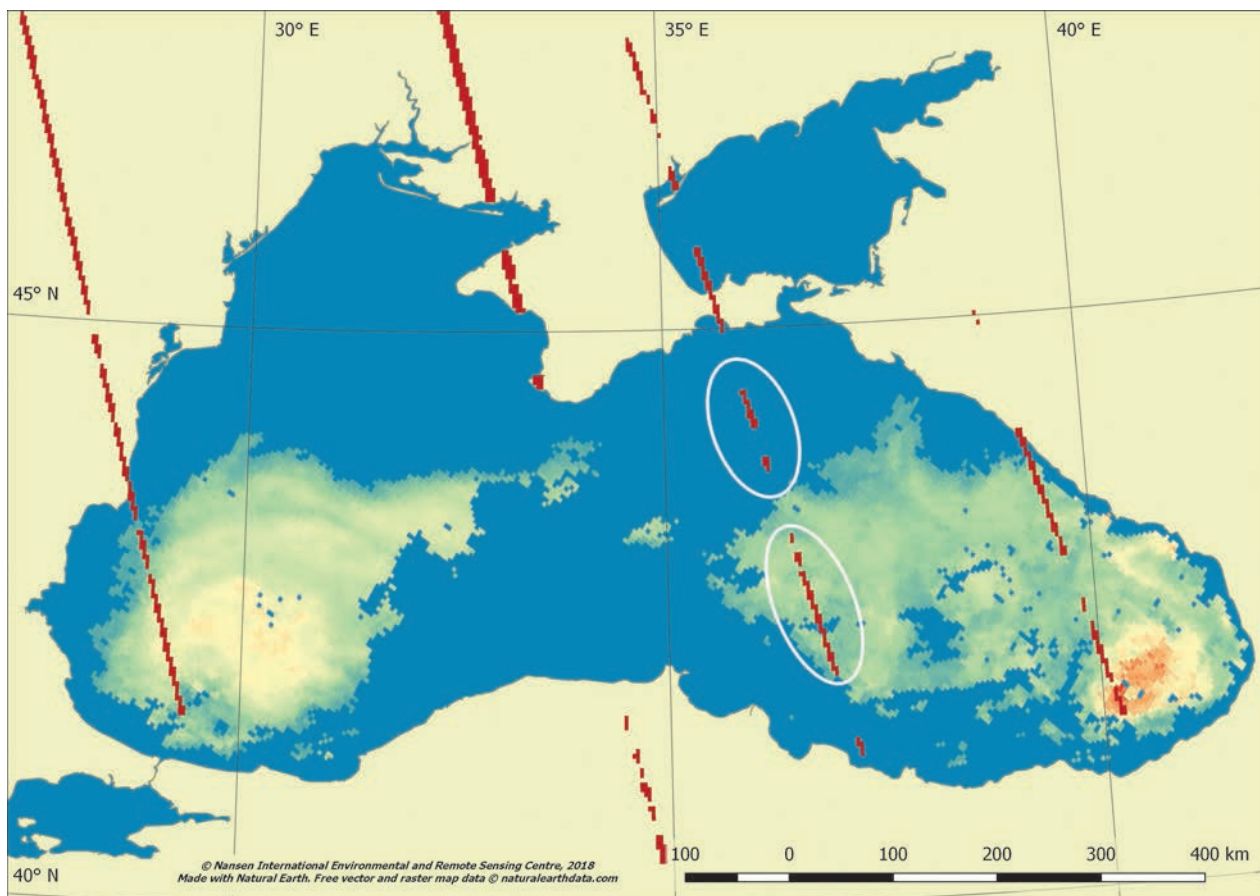 30° E
35° E
40° E
45° N
40° N
© Nansen International Environmental and Remote Sensing Centre, 2018
Made with Natural Earth. Free vector and raster map data © naturalearthdata.com
100 0 100 200 300 400 km